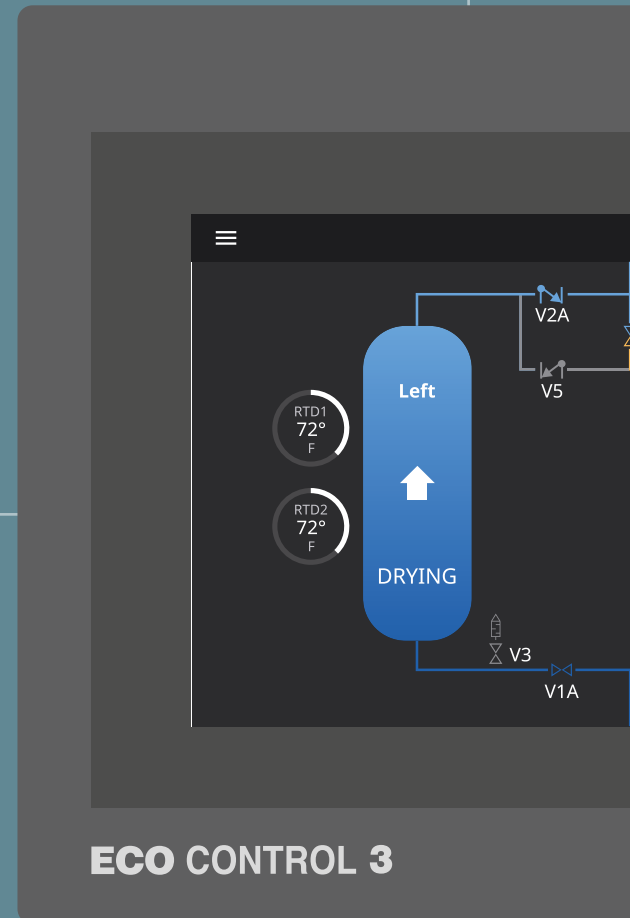 V2A
V5
Left
RTD1
72°
F
RTD2
72°
F
DRYING
V3
V1A
ECO CONTROL 3